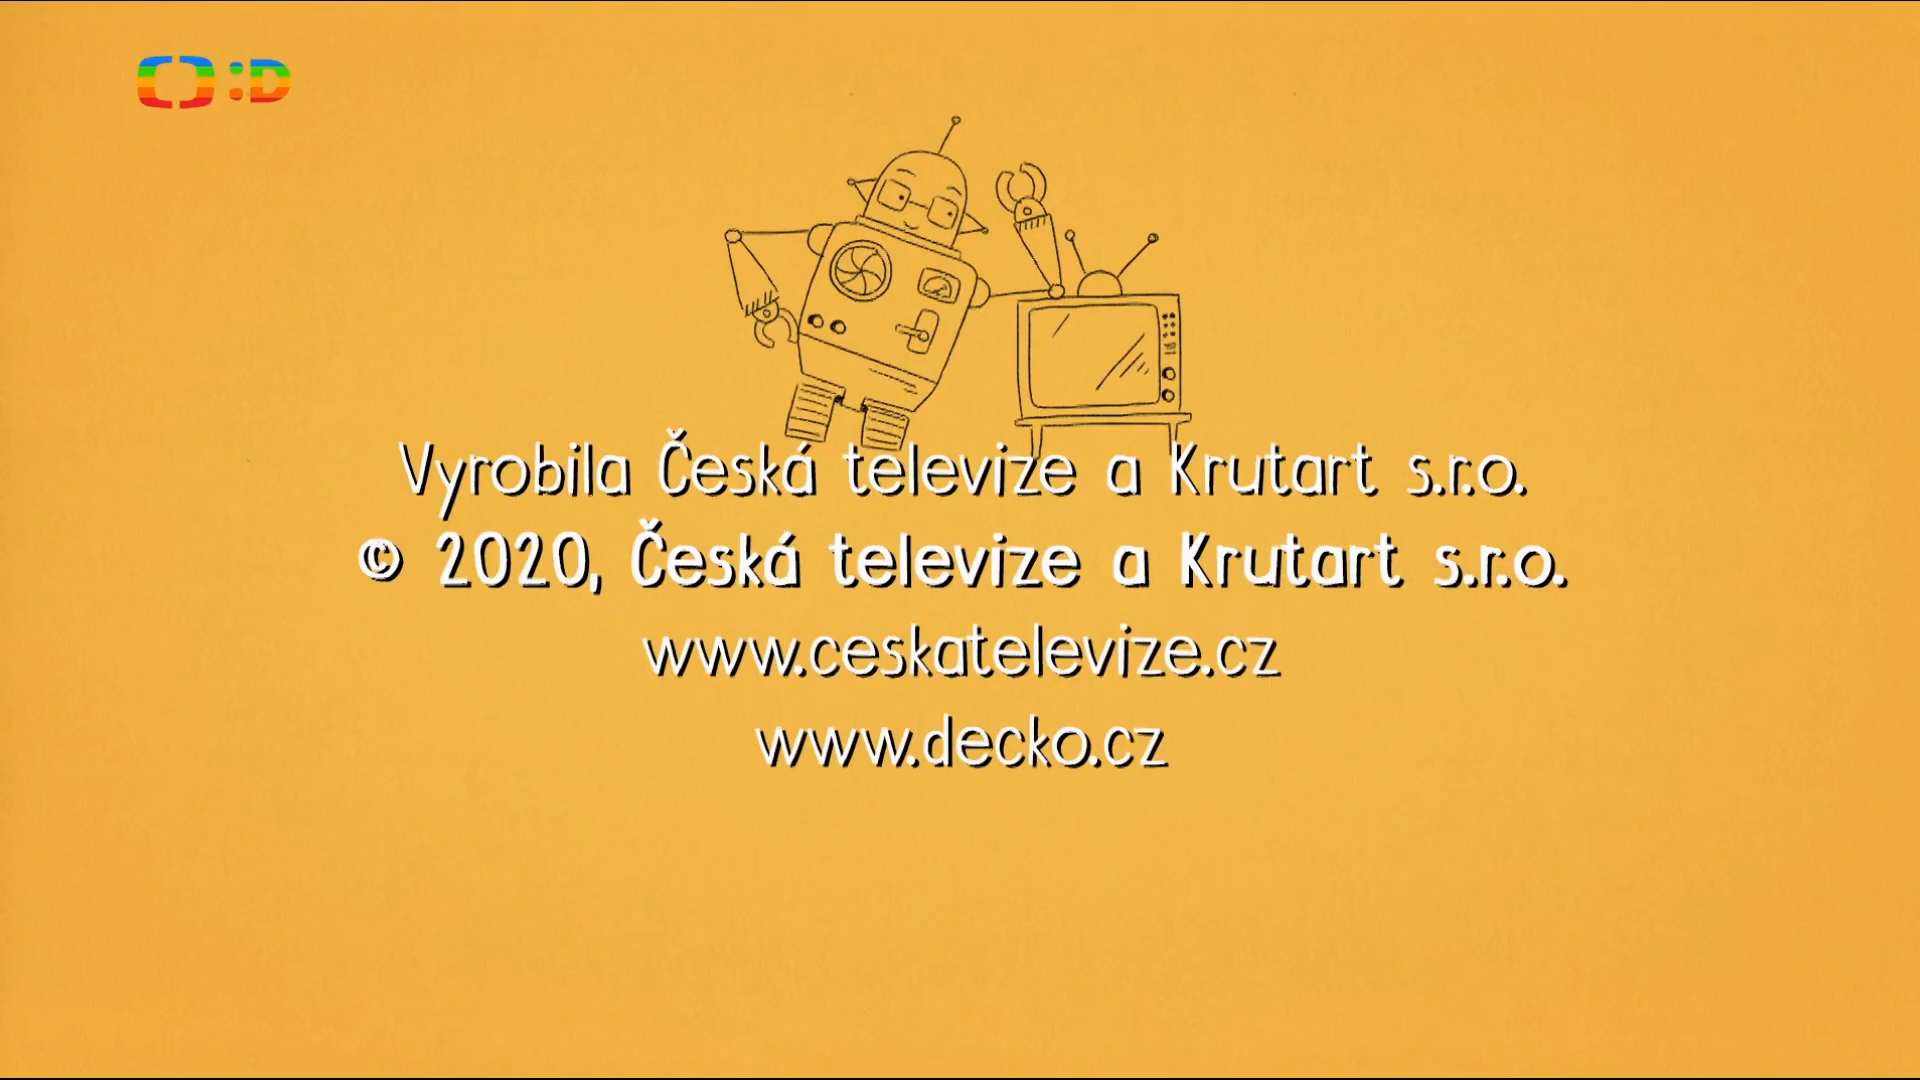 :D
Vyrobila Česká televize a Krutart s.r.o.
© 2020, Česká televize a Krutart s.r.o.
www.ceskatelevize.cz
www.decko.cz